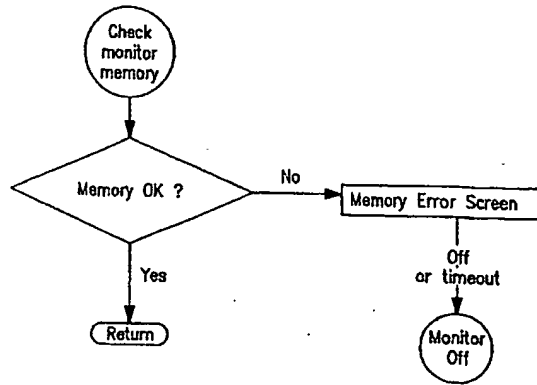 Check
monitor
memory
Memory OK ?
No
Memory Error Screen
Yes
Off
or timeout
Return
Monitor
Off